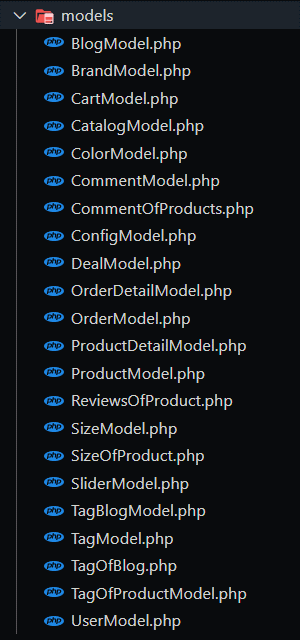 models
BlogModel.php
BrandModel.php
CartModel.php
CatalogModel.php
ColorModel.php
CommentModel.php
CommentOfProducts.php
ConfigModel.php
DealModel.php
OrderDetailModel.php
OrderModel.php
ProductDetailModel.php
ProductModel.php
ReviewsOfProduct.php
SizeModel.php
SizeOfProduct.php
SliderModel.php
TagBlogModel.php
TagModel.php
TagOfBlog.php
TagOfProductModel.php
UserModel.php